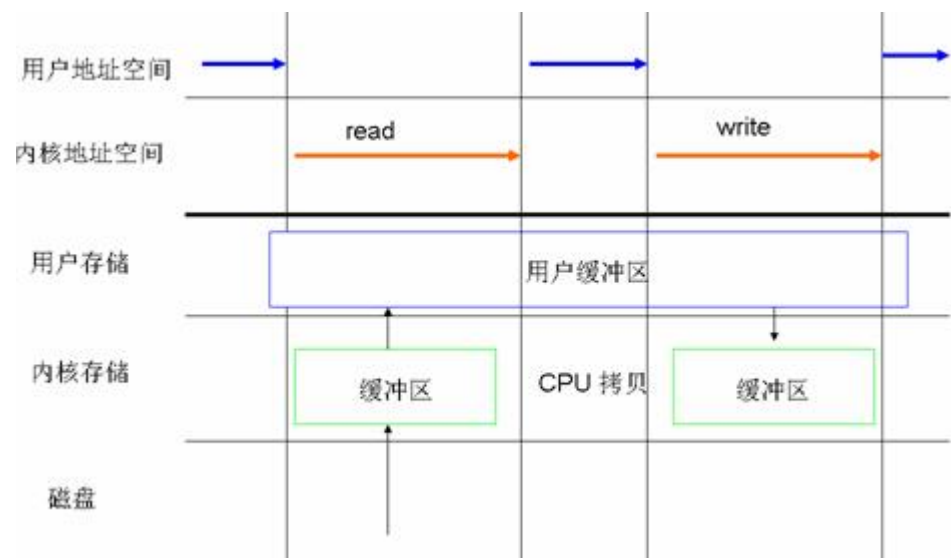 用户地址空间
内核地址空间
read
write
用户存储
用户缓冲区
内核存储
缓冲区
CPU 拷贝
缓冲区
磁盘